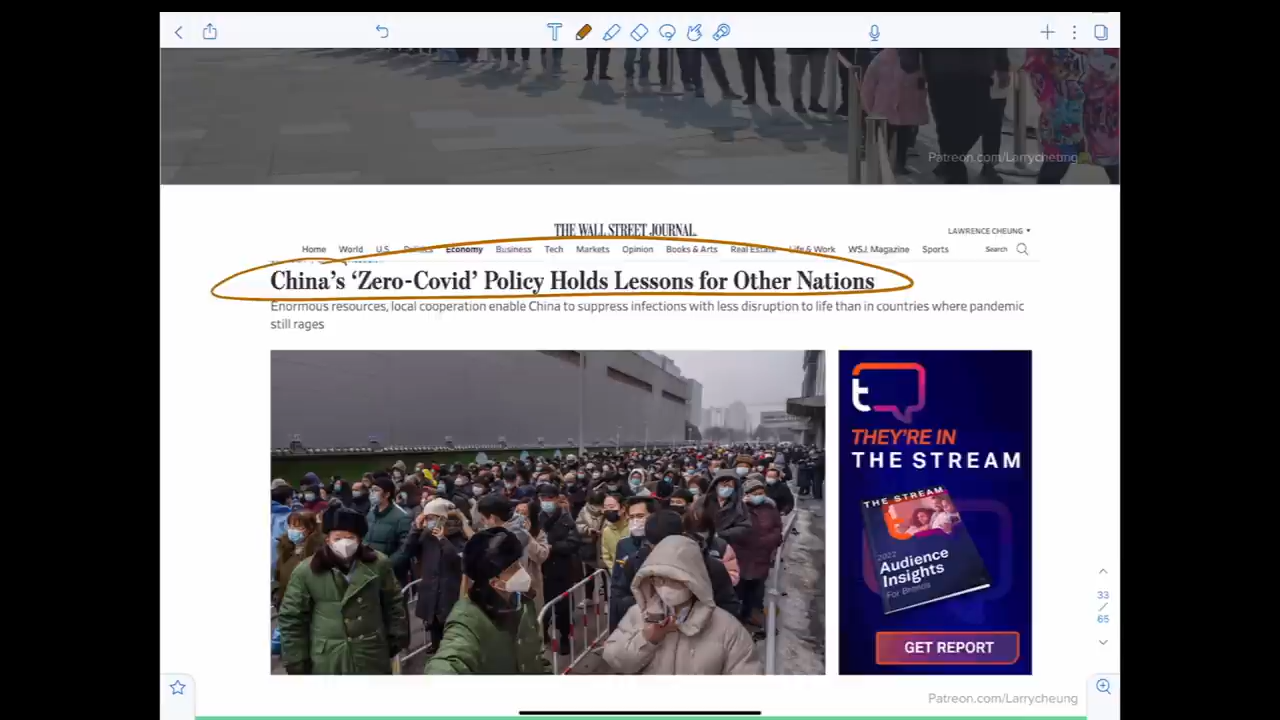 Patreon.com/Larrycheung
THE WALL STREET JOURNAL.
LAWRENCE CHEUNG
Home World U.S. Politics Economy Business Tech Markets Opinion Books & Arts Real Estate Life & Work WSJ. Magazine Sports Search
China's 'Zero-Covid' Policy Holds Lessons for Other Nations
Enormous resources, local cooperation enable China to suppress infections with less disruption to life than in countries where pandemic
still rages
t
THEY'RE IN
THE STREAM
THE STREAM
2022
Audience
Insights
For Brands
GET REPORT
33
/
65
Patreon.com/Larrycheung